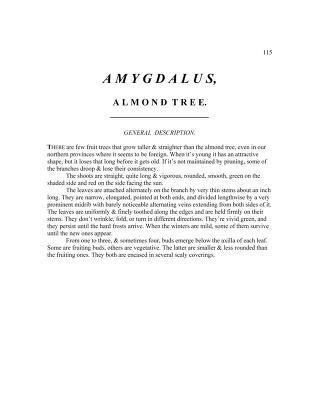 115
AMYGDALUS,
ALMOND TREE.
GENERAL DESCRIPTION.
THERE are few fruit trees that grow taller & straighter than the almond tree, even in our
northern provinces where it seems to be foreign. When it's young it has an attractive
shape, but it loses that long before it gets old. If it's not maintained by pruning, some of
the branches droop & lose their consistency.
The shoots are straight, quite long & vigorous, rounded, smooth, green on the
shaded side and red on the side facing the sun.
The leaves are attached alternately on the branch by very thin stems about an inch
long. They are narrow, elongated, pointed at both ends, and divided lengthwise by a very
prominent midrib with barely noticeable alternating veins extending from both sides of it.
The leaves are uniformly & finely toothed along the edges and are held firmly on their
stems. They don't wrinkle, fold, or turn in different directions. They're vivid green, and
they persist until the hard frosts arrive. When the winters are mild, some of them survive
until the new ones appear.
From one to three, & sometimes four, buds emerge below the axilla of each leaf.
Some are fruiting buds, others are vegetative. The latter are smaller & less rounded than
the fruiting ones. They both are encased in several scaly coverings.